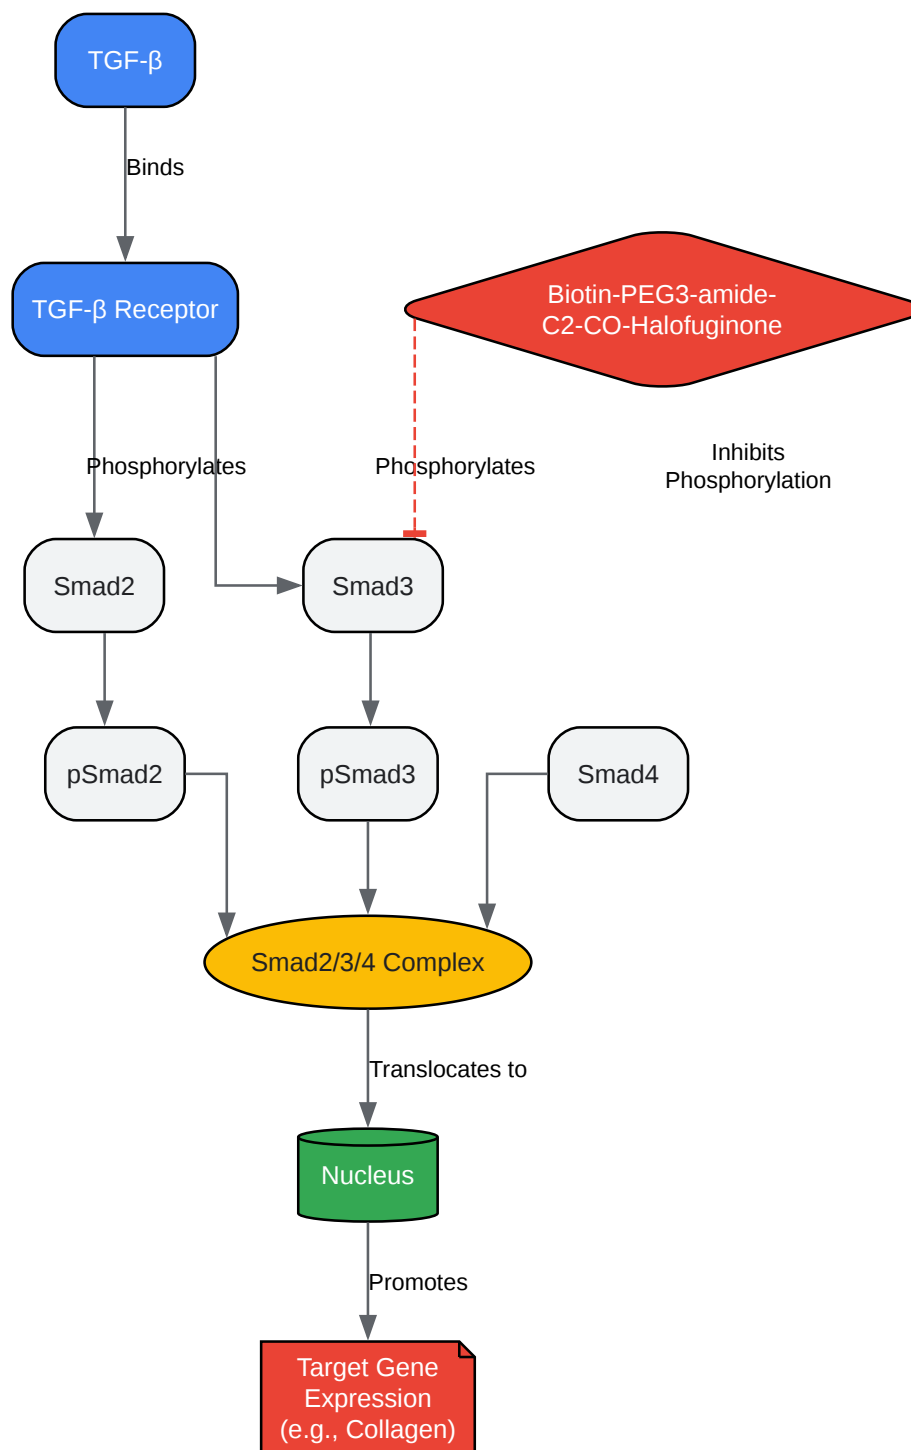 TGF-β
Binds
TGF-β Receptor
Biotin-PEG3-amide-
C2-CO-Halofuginone
Phosphorylates
Phosphorylates
Inhibits
Phosphorylation
Smad2
Smad3
pSmad2
pSmad3
Smad4
Smad2/3/4 Complex
Translocates to
Nucleus
Promotes
Target Gene
Expression
(e.g., Collagen)